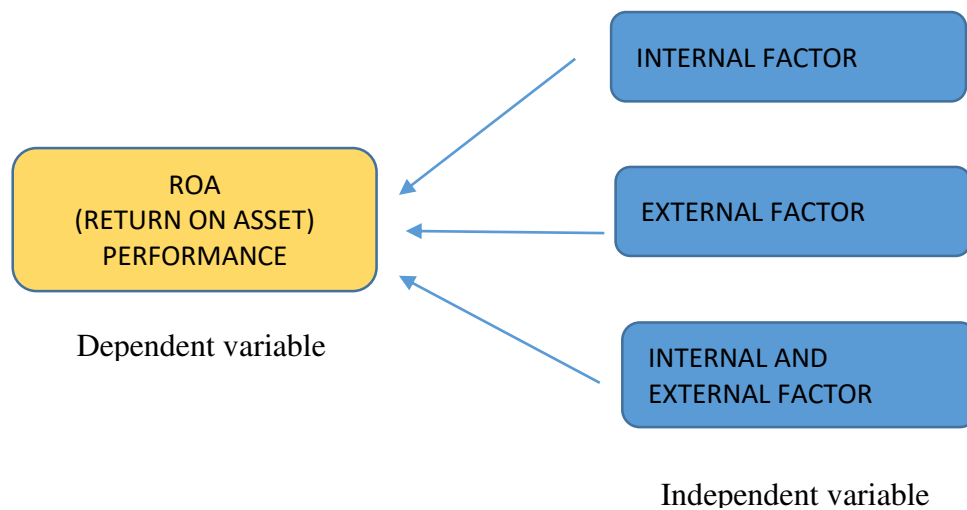 INTERNAL FACTOR
ROA
(RETURN ON ASSET)
PERFORMANCE
EXTERNAL FACTOR
Dependent variable
INTERNAL AND
EXTERNAL FACTOR
Independent variable